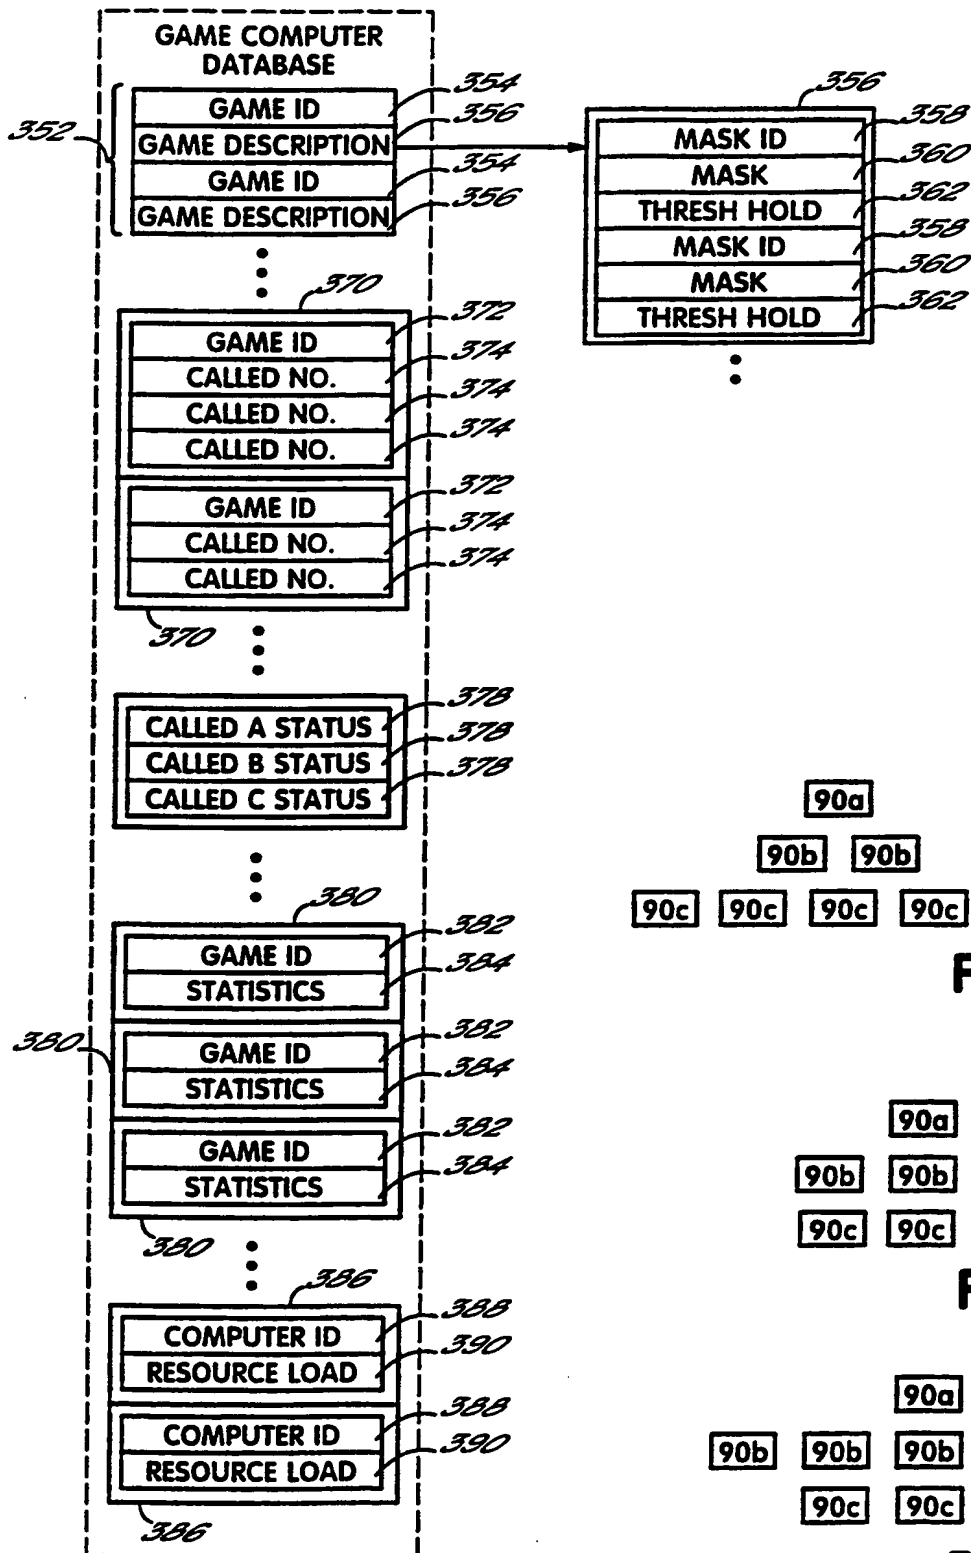 GAME COMPUTER
DATABASE
352
GAME ID 354
GAME DESCRIPTION 356
GAME ID 354
GAME DESCRIPTION 356
356
MASK ID 358
MASK 360
THRESH HOLD 362
MASK ID 358
MASK 360
THRESH HOLD 362
370
GAME ID 372
CALLED NO. 374
CALLED NO. 374
CALLED NO. 374
GAME ID 372
CALLED NO. 374
CALLED NO. 374
370
CALLED A STATUS 378
CALLED B STATUS 378
CALLED C STATUS 378
380
GAME ID 382
STATISTICS 384
380
GAME ID 382
STATISTICS 384
GAME ID 382
STATISTICS 384
380
386
COMPUTER ID 388
RESOURCE LOAD 390
COMPUTER ID 388
RESOURCE LOAD 390
386
90a
90b 90b
90c 90c 90c 90c
F
90a
90b 90b
90c 90c
F
90a
90b 90b 90b
90c 90c